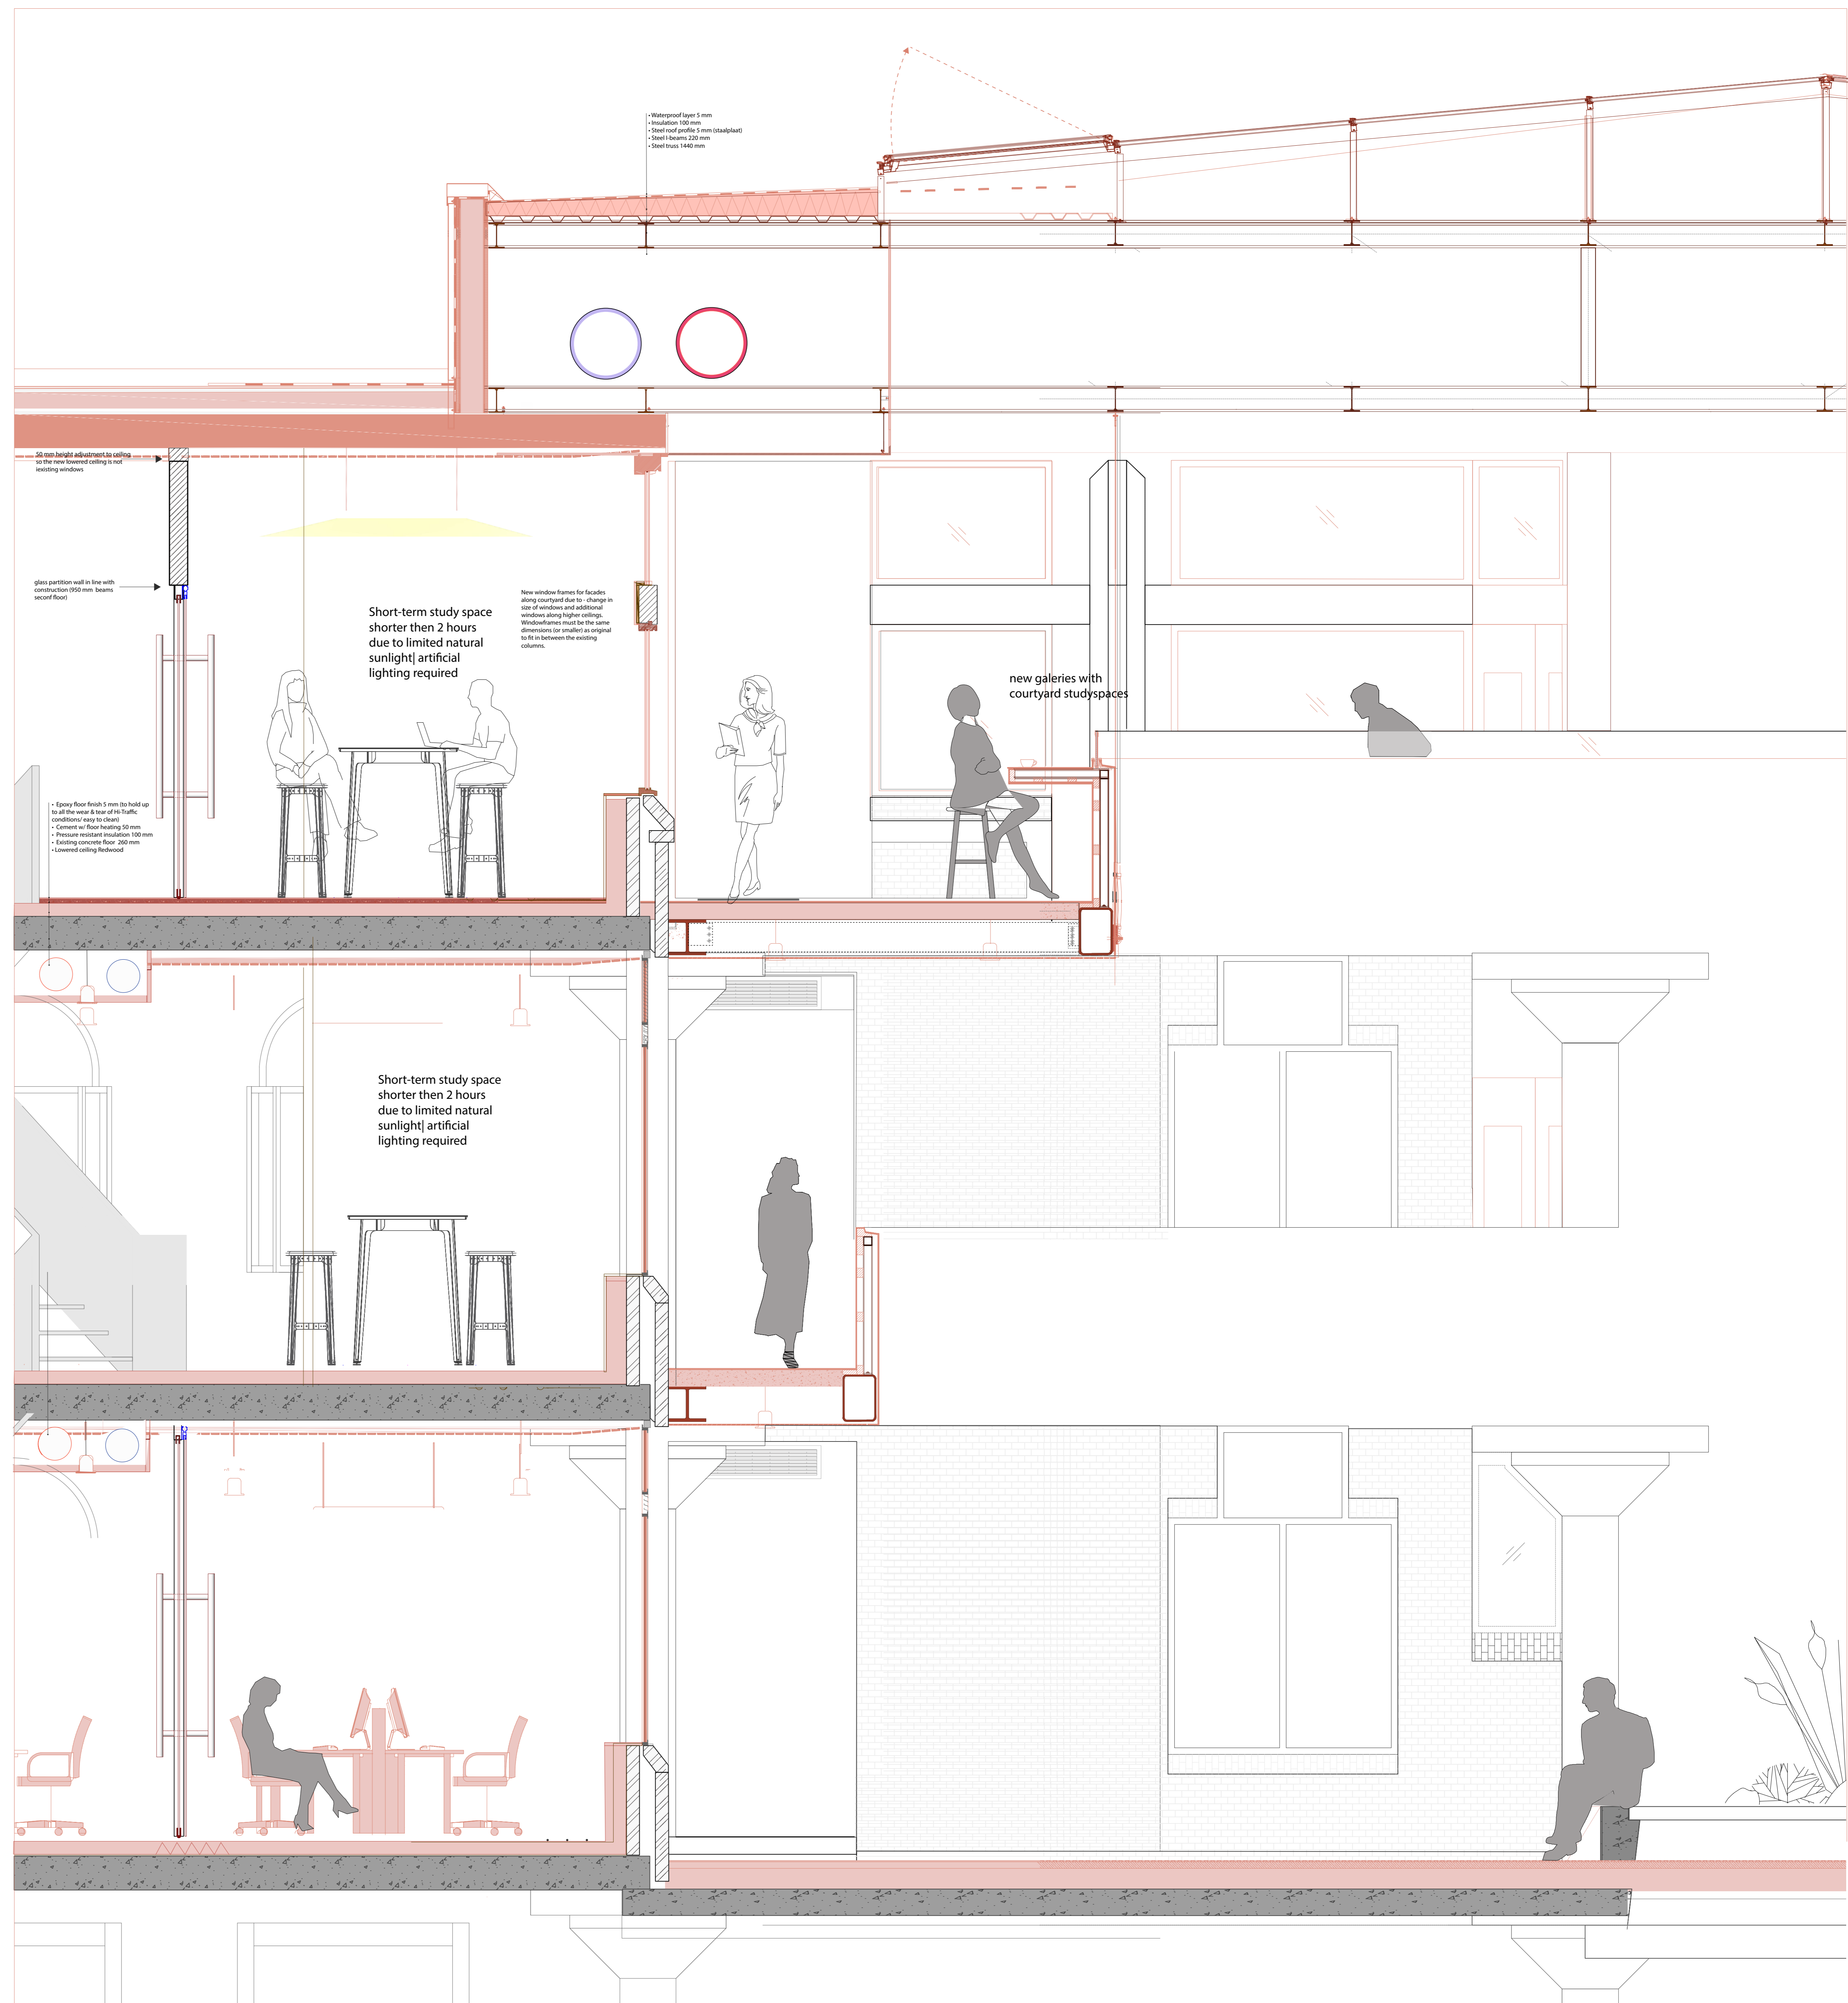 • Waterproof layer 5 mm
• Insulation 100 mm
• Steel roof profile 5 mm (staalplaat)
• Steel I-beams 220 mm
• Steel truss 1440 mm
50 mm height adjustment to ceiling
so the new lowered ceiling is not
iexisting windows
glass partition wall in line with
construction (950 mm beams
seconf floor)
Short-term study space
shorter then 2 hours
due to limited natural
sunlight| artificial
lighting required
New window frames for facades
along courtyard due to - change in
size of windows and additional
windows along higher ceilings.
Windowframes must be the same
dimensions (or smaller) as original
to fit in between the existing
columns.
new galeries with
courtyard studyspaces
• Epoxy floor finish 5 mm (to hold up
to all the wear & tear of Hi-Traffic
conditions/ easy to clean)
• Cement w/ floor heating 50 mm
• Pressure resistant insulation 100 mm
• Existing concrete floor 260 mm
• Lowered ceiling Redwood
Short-term study space
shorter then 2 hours
due to limited natural
sunlight| artificial
lighting required